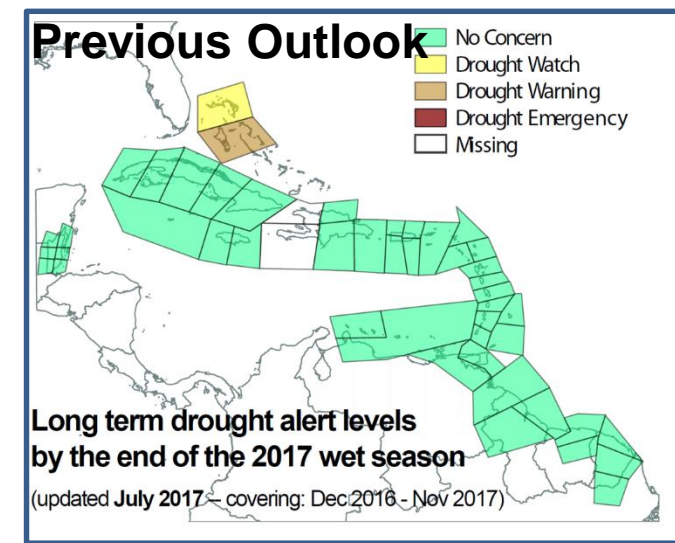 Previous Outlook
No Concern
Drought Watch
Drought Warning
Drought Emergency
Missing
Long term drought alert levels
by the end of the 2017 wet season
(updated July 2017 – covering: Dec 2016 - Nov 2017)